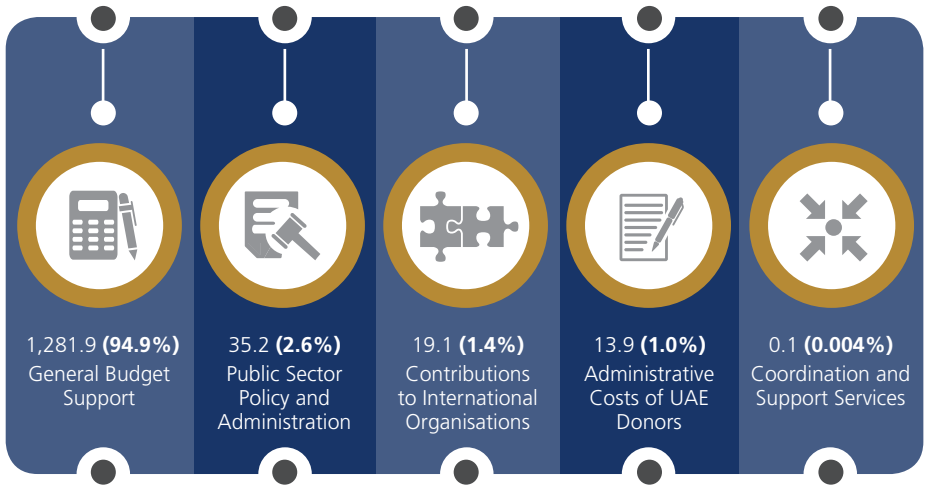 1,281.9 (94.9%)
General Budget
Support
35.2 (2.6%)
Public Sector
Policy and
Administration
19.1 (1.4%)
Contributions
to International
Organisations
13.9 (1.0%)
Administrative
Costs of UAE
Donors
0.1 (0.004%)
Coordination and
Support Services